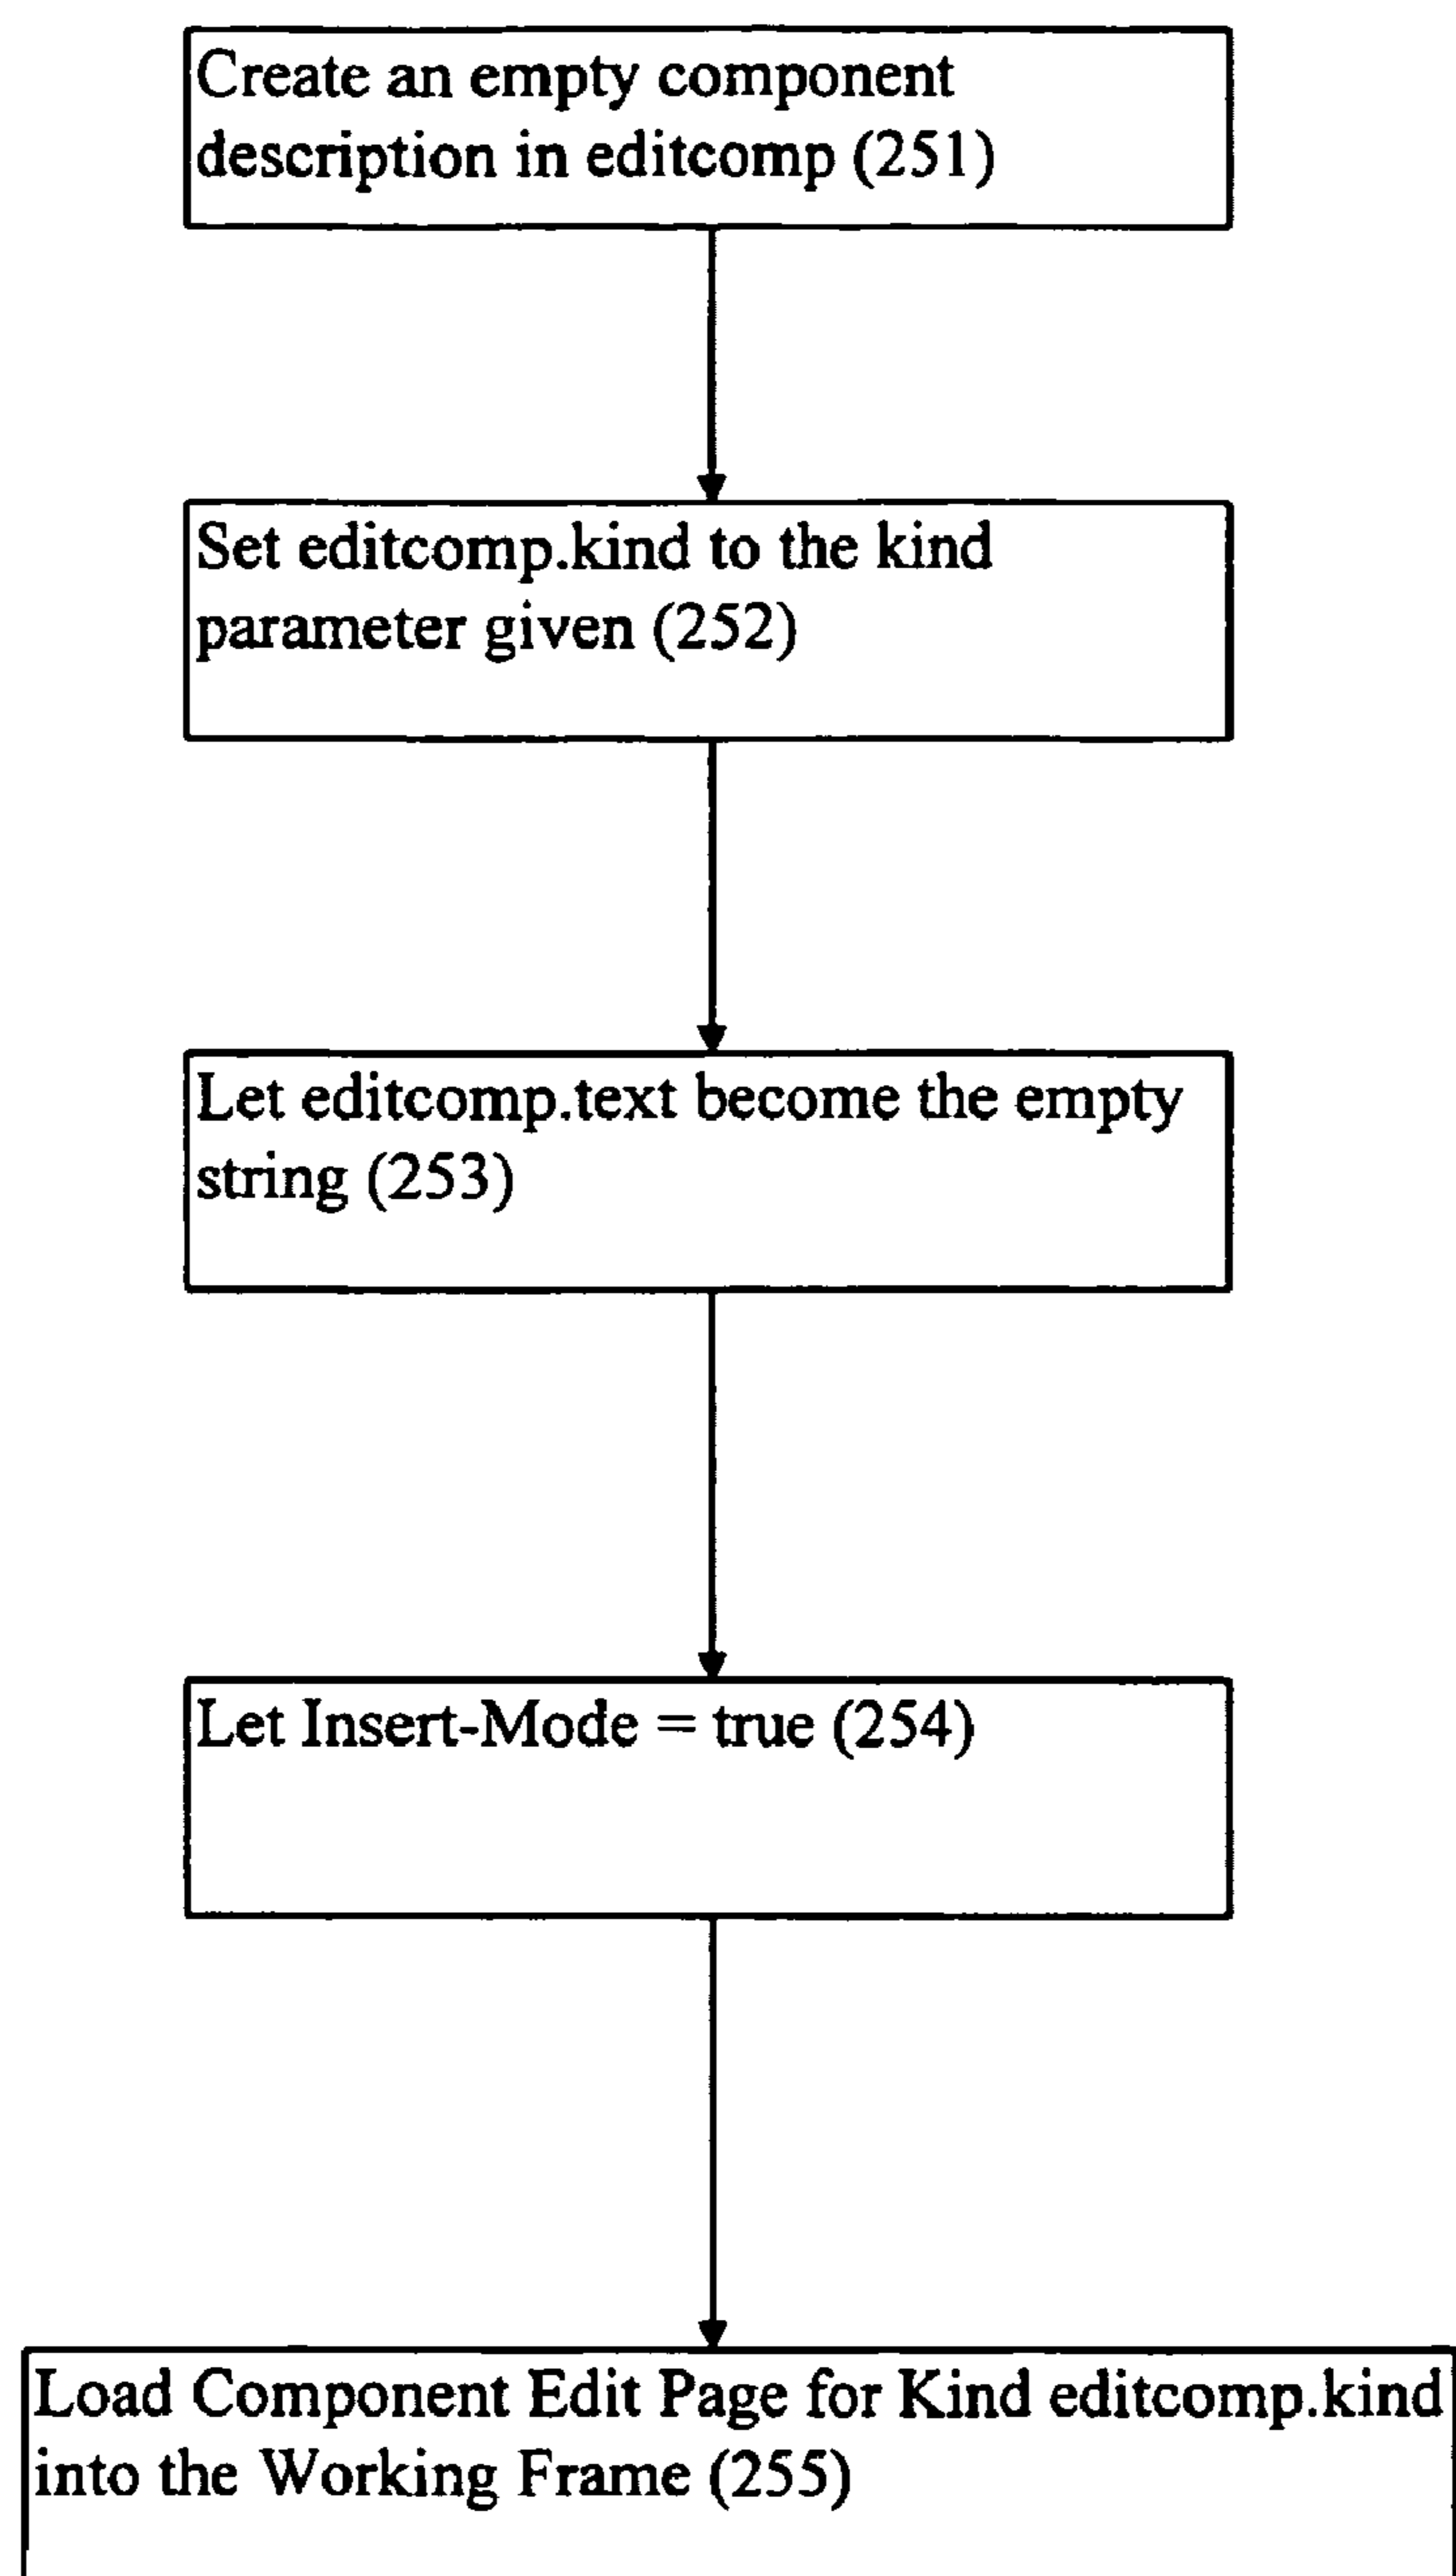 Create an empty component
description in editcomp (251)
Set editcomp.kind to the kind
parameter given (252)
Let editcomp.text become the empty
string (253)
Let Insert-Mode = true (254)
Load Component Edit Page for Kind editcomp.kind
into the Working Frame (255)